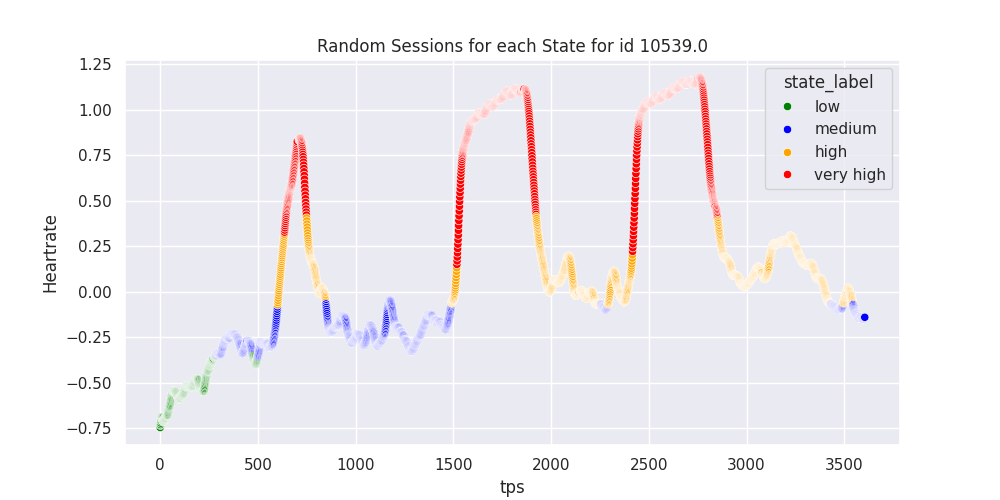 Random Sessions for each State for id 10539.0
1.25
1.00
0.75
0.50
0.25
0.00
−0.25
−0.50
−0.75
Heartrate
0 500 1000 1500 2000 2500 3000 3500
tps
state_label
low
medium
high
very high